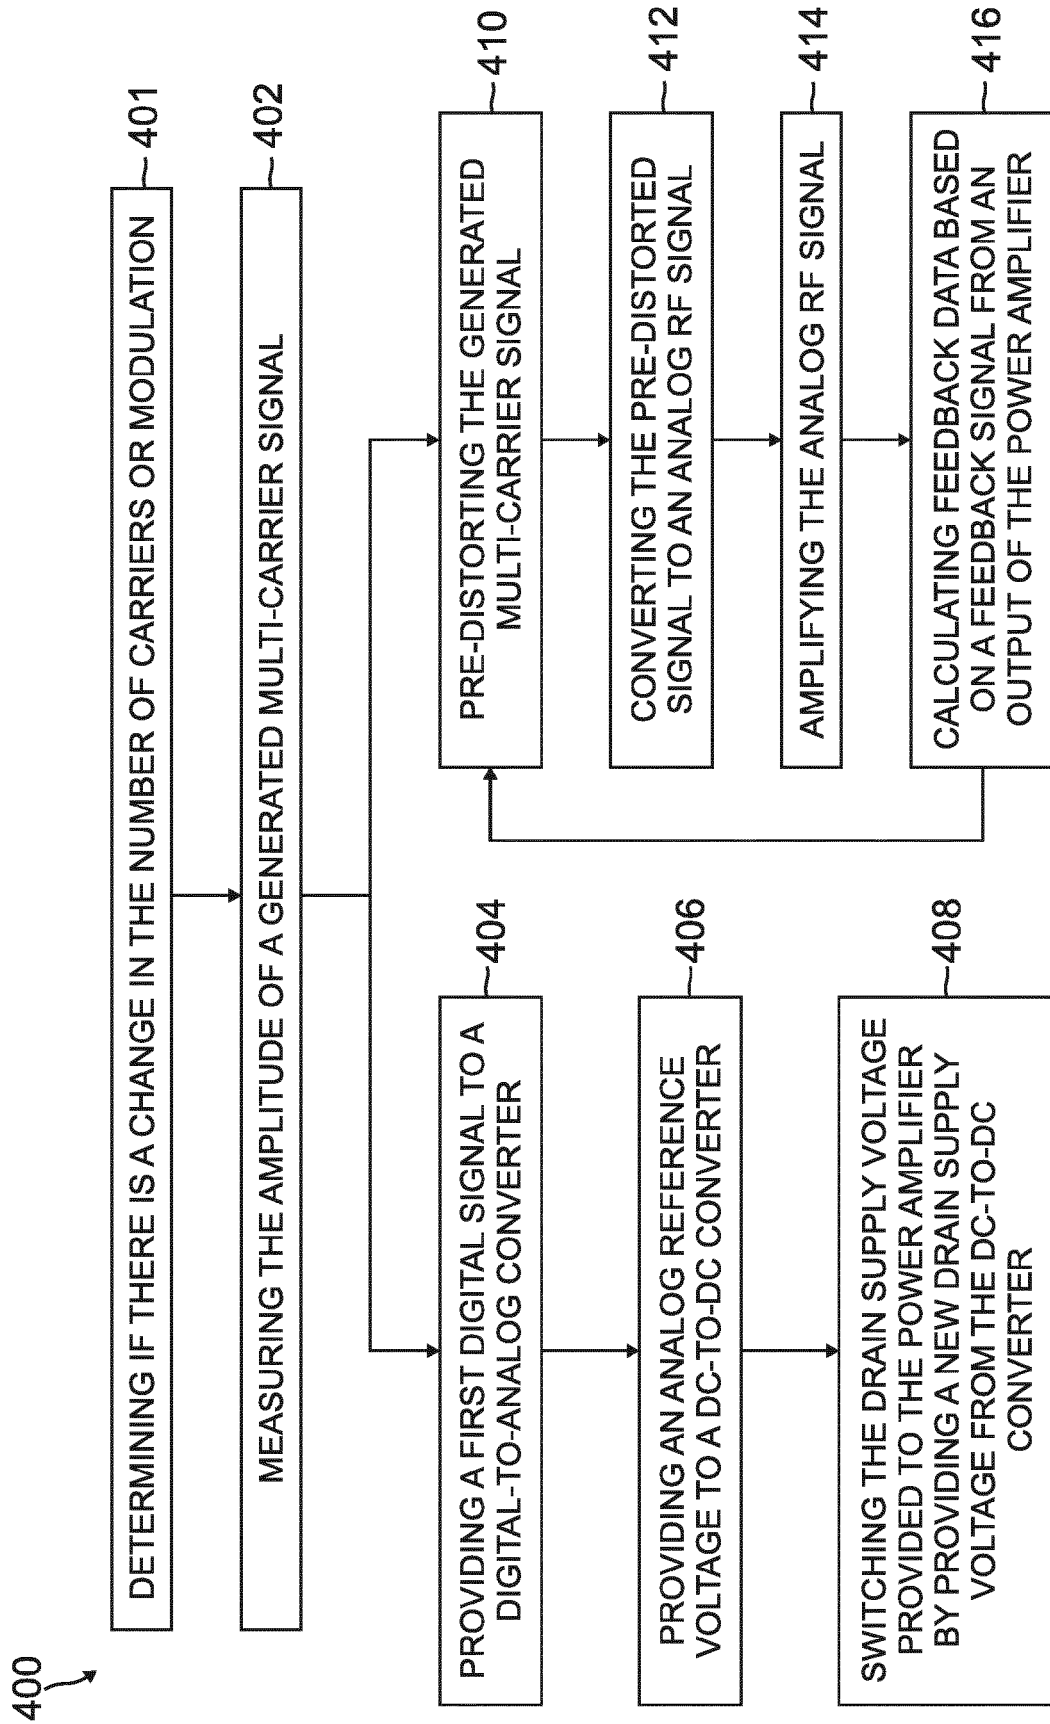 400
DETERMINING IF THERE IS A CHANGE IN THE NUMBER OF CARRIERS OR MODULATION
401
MEASURING THE AMPLITUDE OF A GENERATED MULTI-CARRIER SIGNAL
402
PROVIDING A FIRST DIGITAL SIGNAL TO A
DIGITAL-TO-ANALOG CONVERTER
404
PROVIDING AN ANALOG REFERENCE
VOLTAGE TO A DC-TO-DC CONVERTER
406
SWITCHING THE DRAIN SUPPLY VOLTAGE
PROVIDED TO THE POWER AMPLIFIER
BY PROVIDING A NEW DRAIN SUPPLY
VOLTAGE FROM THE DC-TO-DC
CONVERTER
408
PRE-DISTORTING THE GENERATED
MULTI-CARRIER SIGNAL
410
CONVERTING THE PRE-DISTORTED
SIGNAL TO AN ANALOG RF SIGNAL
412
AMPLIFYING THE ANALOG RF SIGNAL
414
CALCULATING FEEDBACK DATA BASED
ON A FEEDBACK SIGNAL FROM AN
OUTPUT OF THE POWER AMPLIFIER
416